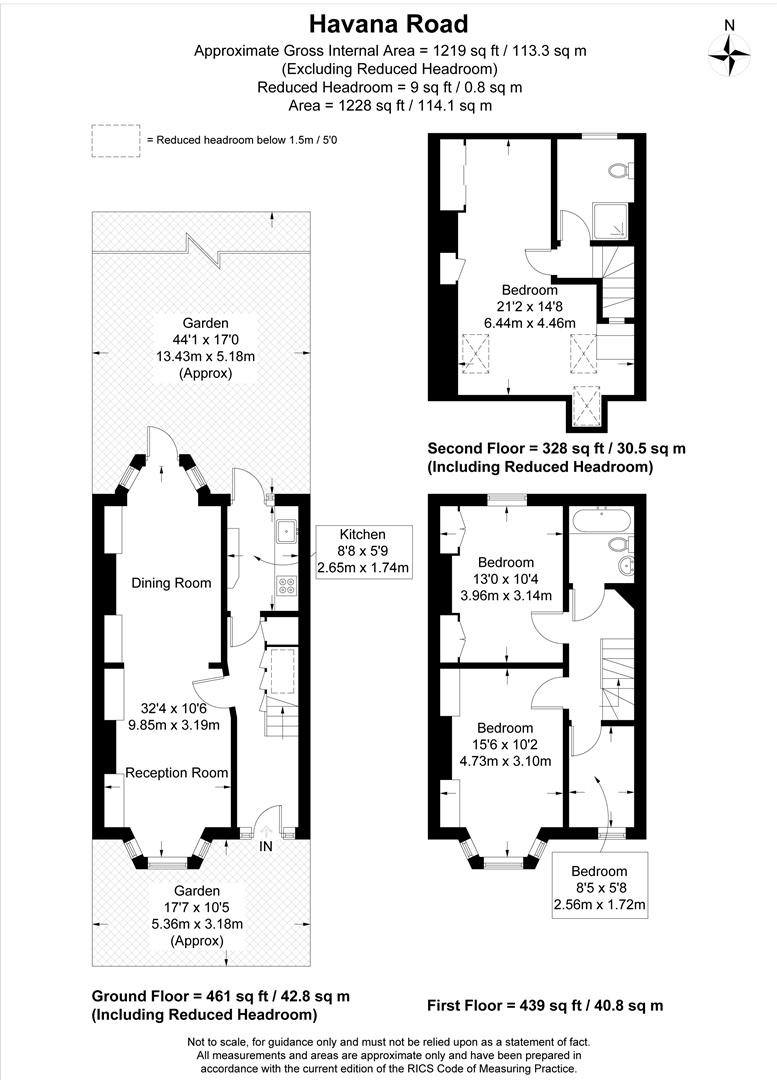 Havana Road
Approximate Gross Internal Area = 1219 sq ft / 113.3 sq m
(Excluding Reduced Headroom)
Reduced Headroom = 9 sq ft / 0.8 sq m
Area = 1228 sq ft / 114.1 sq m
N
= Reduced headroom below 1.5m / 5'0
Garden
44'1 x 17'0
13.43m x 5.18m
(Approx)
Bedroom
21'2 x 14'8
6.44m x 4.46m
Second Floor = 328 sq ft / 30.5 sq m
(Including Reduced Headroom)
Kitchen
8'8 x 5'9
2.65m x 1.74m
Dining Room
32'4 x 10'6
9.85m x 3.19m
Reception Room
IN
Garden
17'7 x 10'5
5.36m x 3.18m
(Approx)
Ground Floor = 461 sq ft / 42.8 sq m
(Including Reduced Headroom)
Bedroom
13'0 x 10'4
3.96m x 3.14m
Bedroom
15'6 x 10'2
4.73m x 3.10m
Bedroom
8'5 x 5'8
2.56m x 1.72m
First Floor = 439 sq ft / 40.8 sq m
Not to scale, for guidance only and must not be relied upon as a statement of fact.
All measurements and areas are approximate only and have been prepared in
accordance with the current edition of the RICS Code of Measuring Practice.